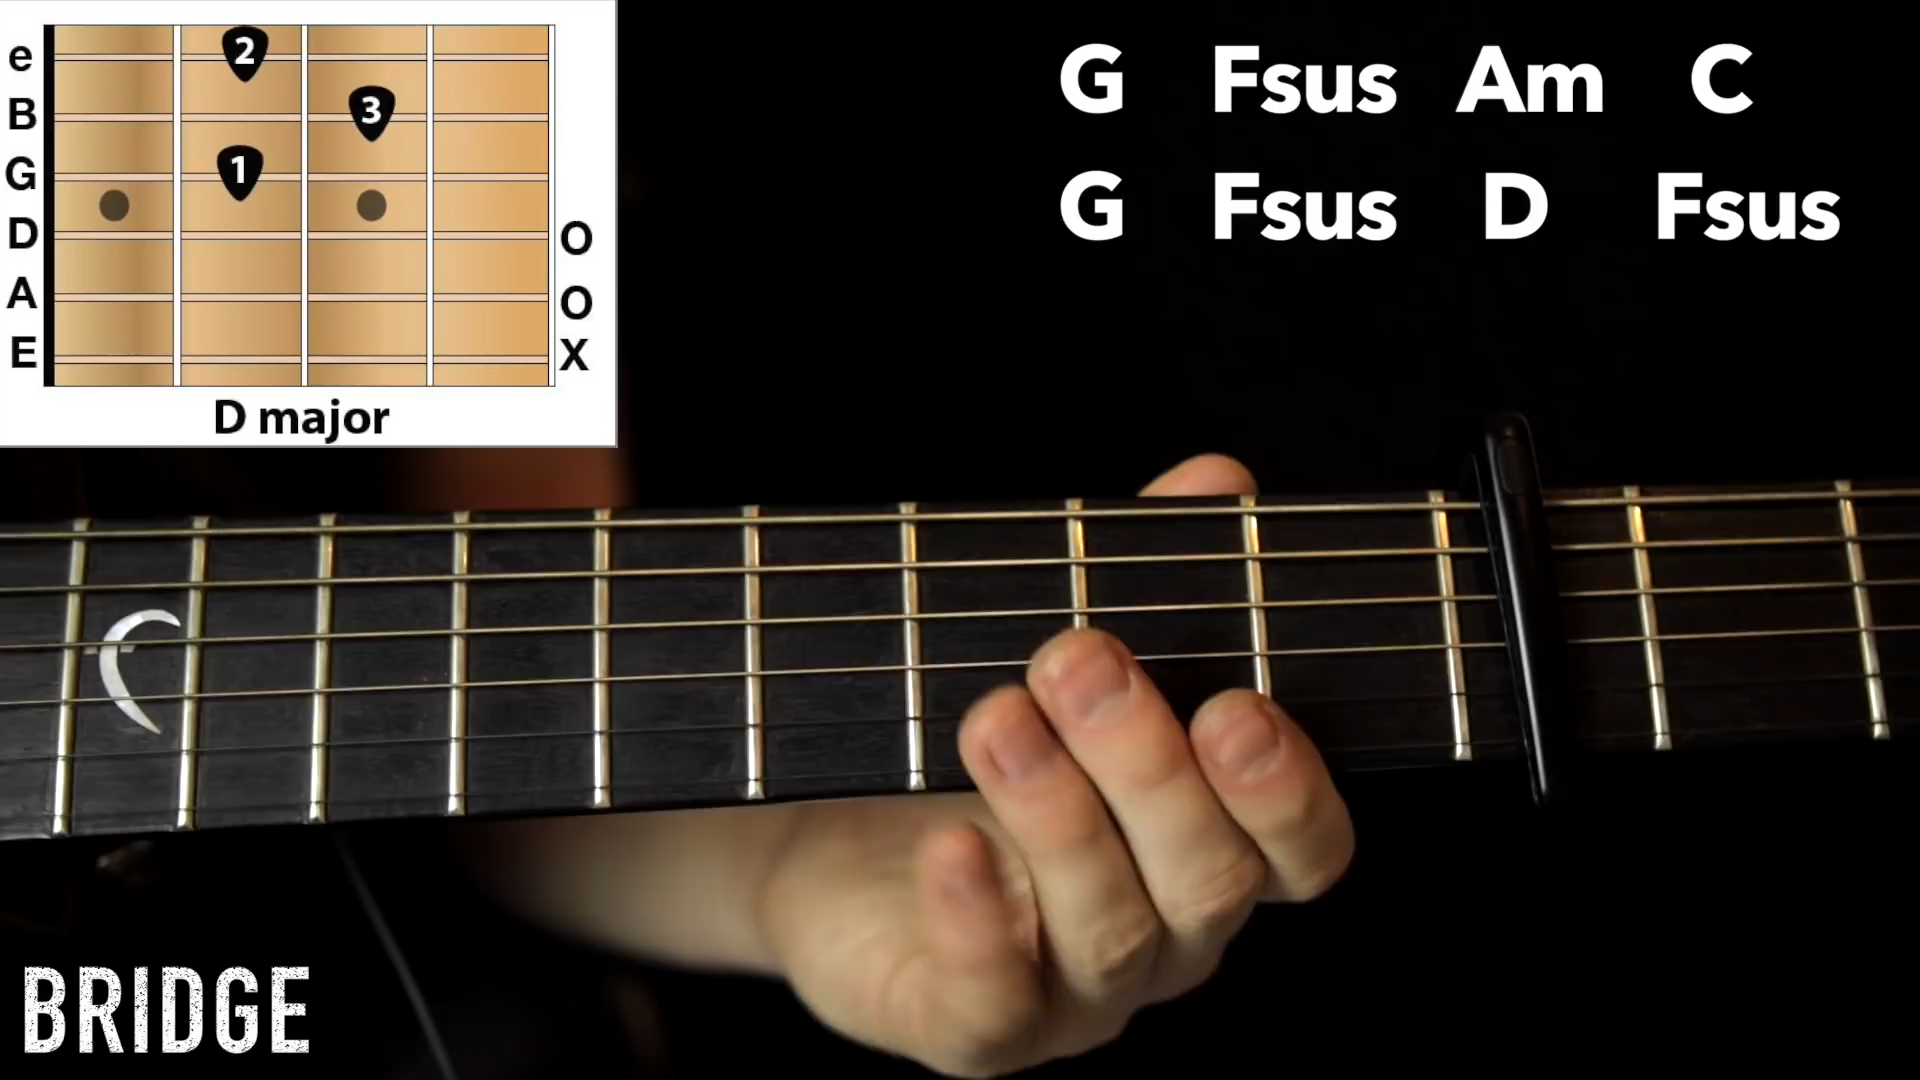 e 2
B 3
G 1
D O
A O
E X
D major
G Fsus Am C
G Fsus D Fsus
BRIDGE